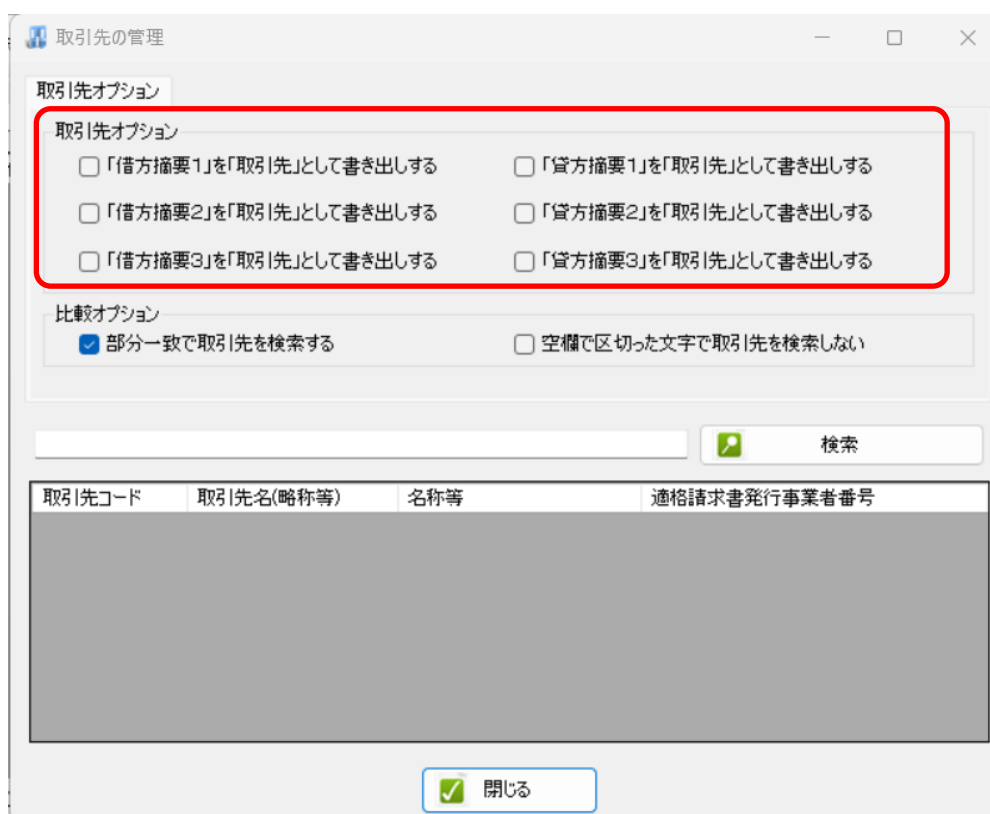 取引先の管理
取引先オプション
取引先オプション
「借方摘要1」を「取引先」として書き出しする 「貸方摘要1」を「取引先」として書き出しする
「借方摘要2」を「取引先」として書き出しする 「貸方摘要2」を「取引先」として書き出しする
「借方摘要3」を「取引先」として書き出しする 「貸方摘要3」を「取引先」として書き出しする
比較オプション
部分一致で取引先を検索する 空欄で区切った文字で取引先を検索しない
検索
取引先コード 取引先名(略称等) 名称等 適格請求書発行事業者番号
閉じる